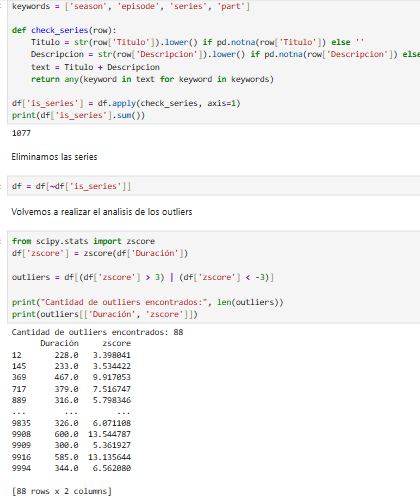 keywords = ['season', 'episode', 'series', 'part']
def check_series(row):
Titulo = str(row['Titulo']).lower() if pd.notna(row['Titulo']) else ''
Descripcion = str(row['Descripcion']).lower() if pd.notna(row['Descripcion']) else
text = Titulo + Descripcion
return any(keyword in text for keyword in keywords)
df['is_series'] = df.apply(check_series, axis=1)
print(df['is_series'].sum())
1077
Eliminamos las series
df = df[~df['is_series']]
Volvemos a realizar el analisis de los outliers
from scipy.stats import zscore
df['zscore'] = zscore(df['Duración'])
outliers = df[(df['zscore'] > 3) | (df['zscore'] < -3)]
print("Cantidad de outliers encontrados:", len(outliers))
print(outliers[['Duración', 'zscore']])
Cantidad de outliers encontrados: 88
Duración zscore
12 228.0 3.398041
145 233.0 3.534422
369 467.0 9.917053
717 379.0 7.516747
889 316.0 5.798346
... ... ...
9835 326.0 6.071108
9908 600.0 13.544787
9909 300.0 5.361927
9916 585.0 13.135644
9994 344.0 6.562080
[88 rows x 2 columns]